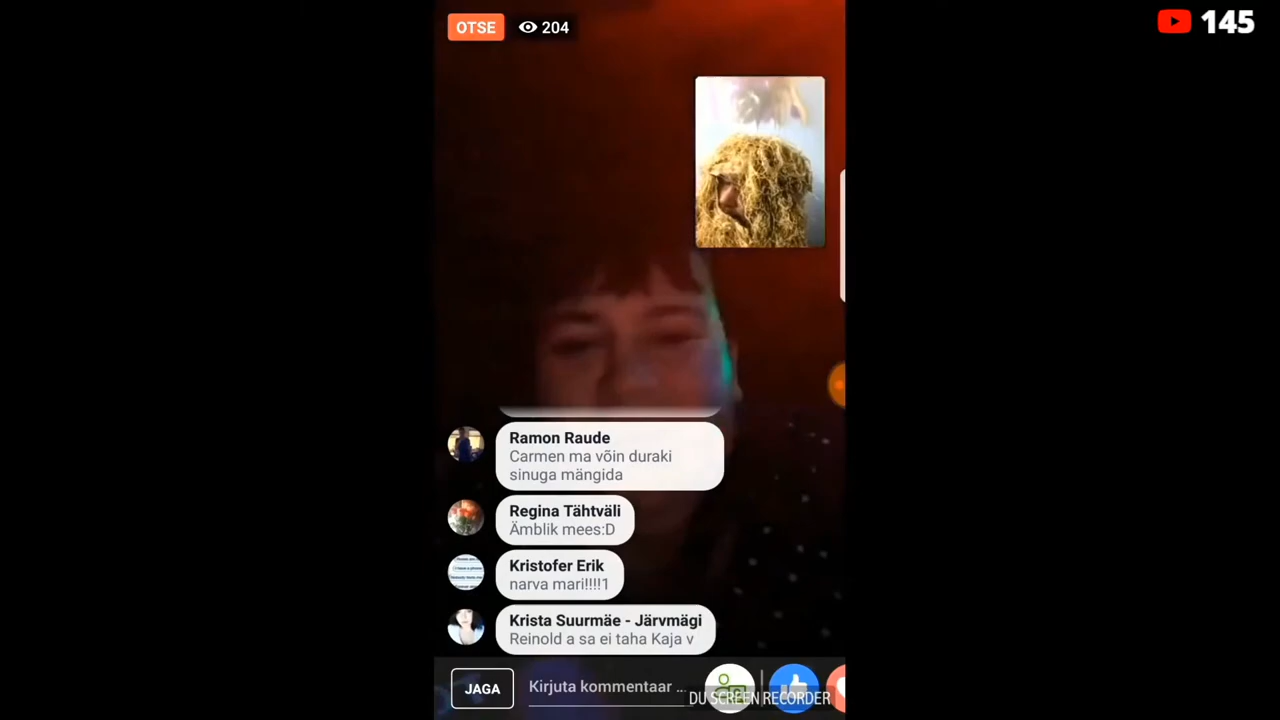 OTSE
204
145
Ramon Raude
Carmen ma võin duraki
sinuga mängida
Regina Tähtväli
Ämblik mees:D
Kristofer Erik
narva mari!!!!1
Krista Suurmäe - Järvmägi
Reinold a sa ei taha Kaja v
JAGA
Kirjuta kommentaar ...
DU SCREEN RECORDER